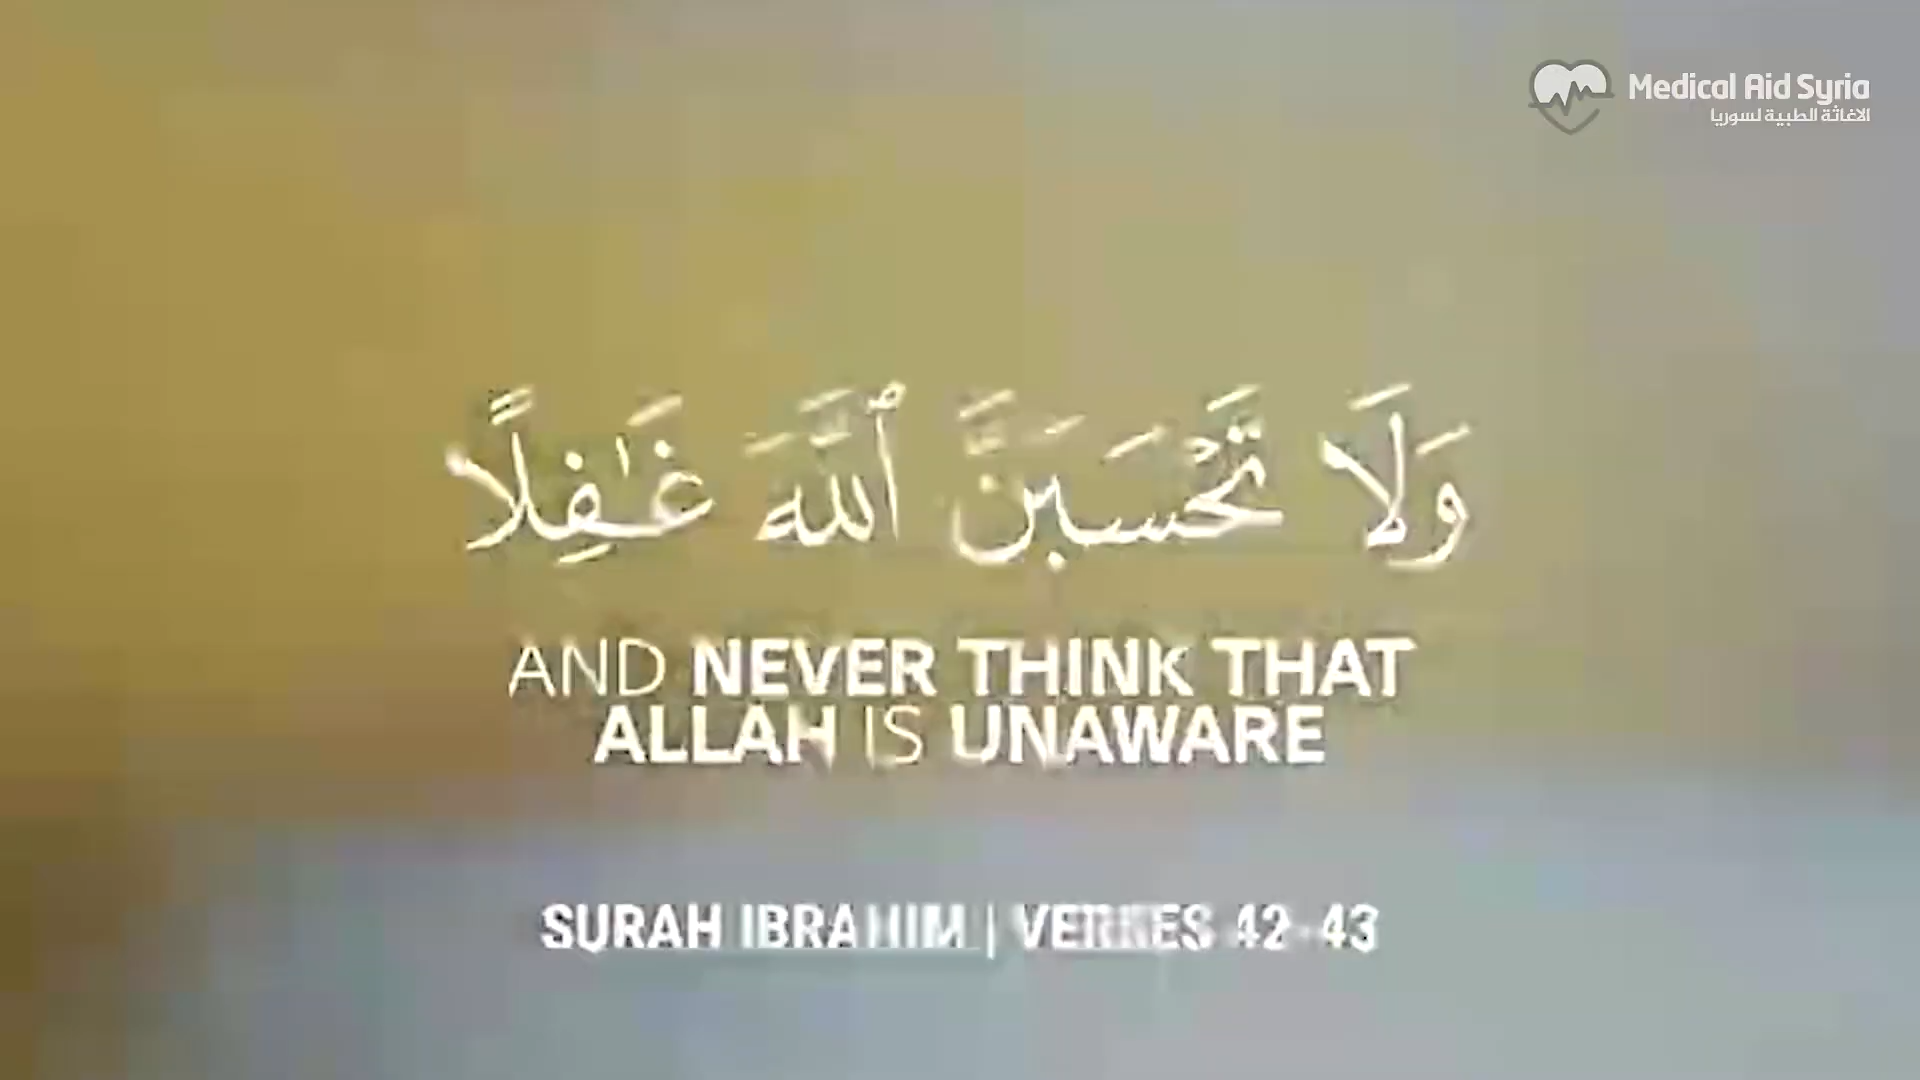 Medical Aid Syria
الاغاثة الطبية لسوريا
وَلَا تَحْسَبَنَّ ٱللَّهَ غَـٰفِلًا
AND NEVER THINK THAT
ALLAH IS UNAWARE
SURAH IBRAHIM | VERSES 42-43